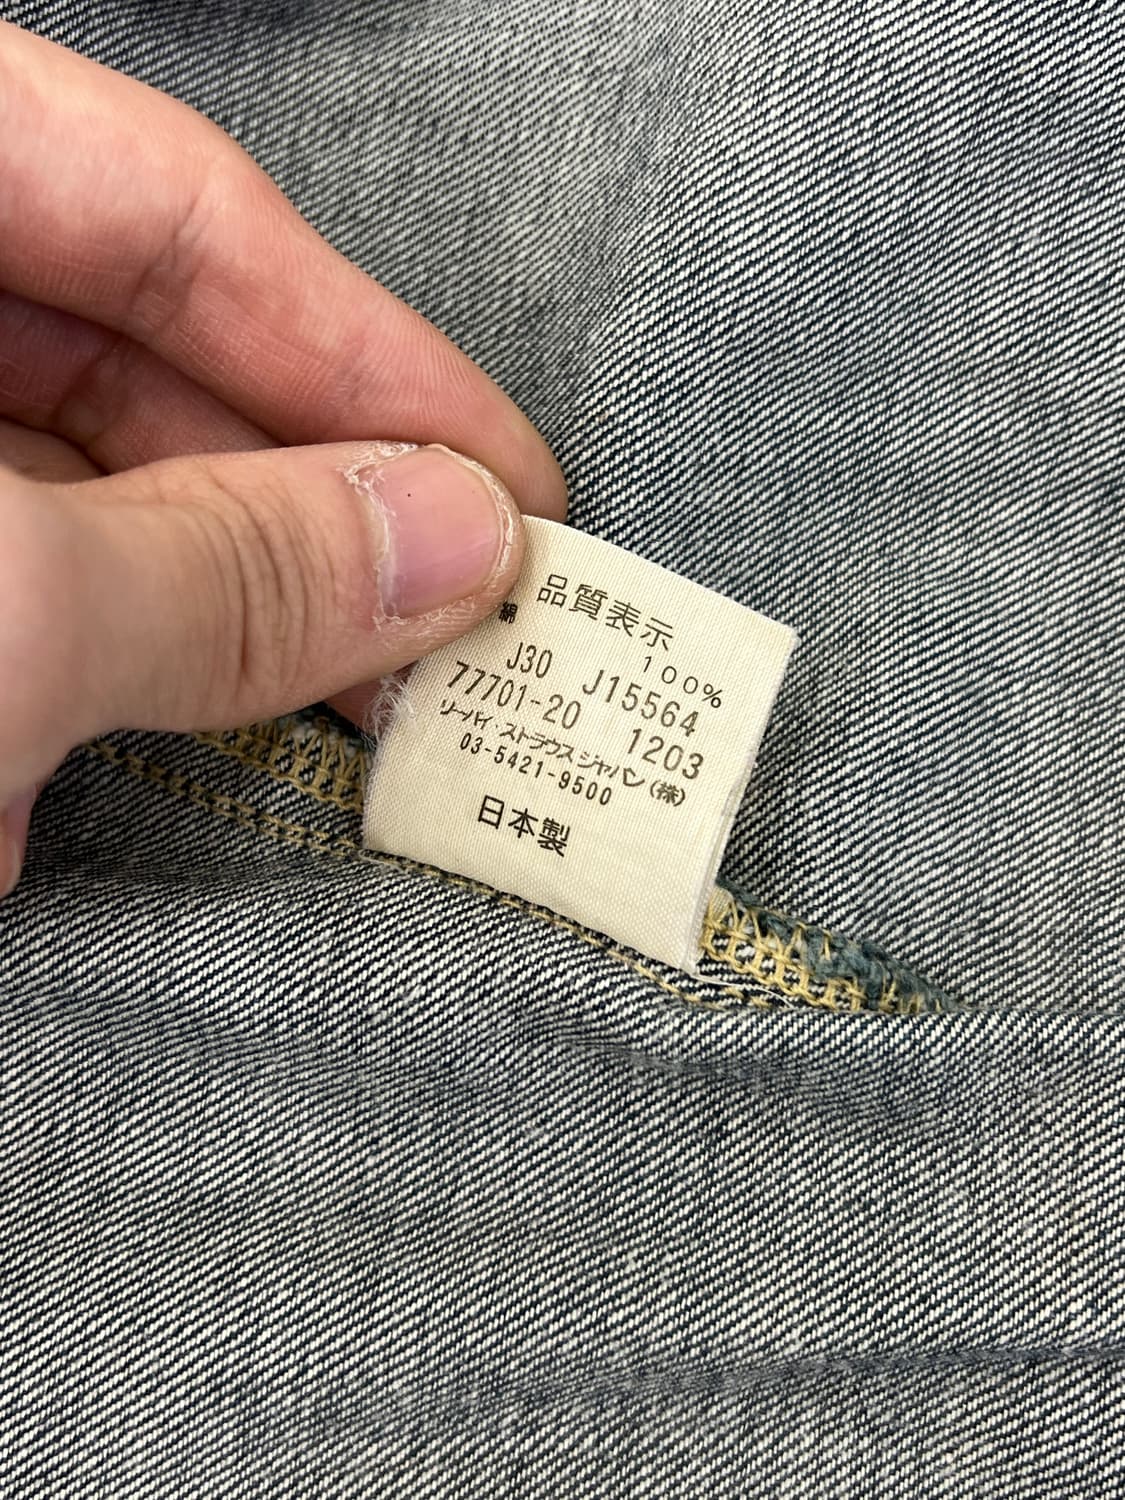 品質表示
綿 100%
J30 J15564
77701-20 1203
リーバイ・ストラウス ジャパン(株)
03-5421-9500
日本製